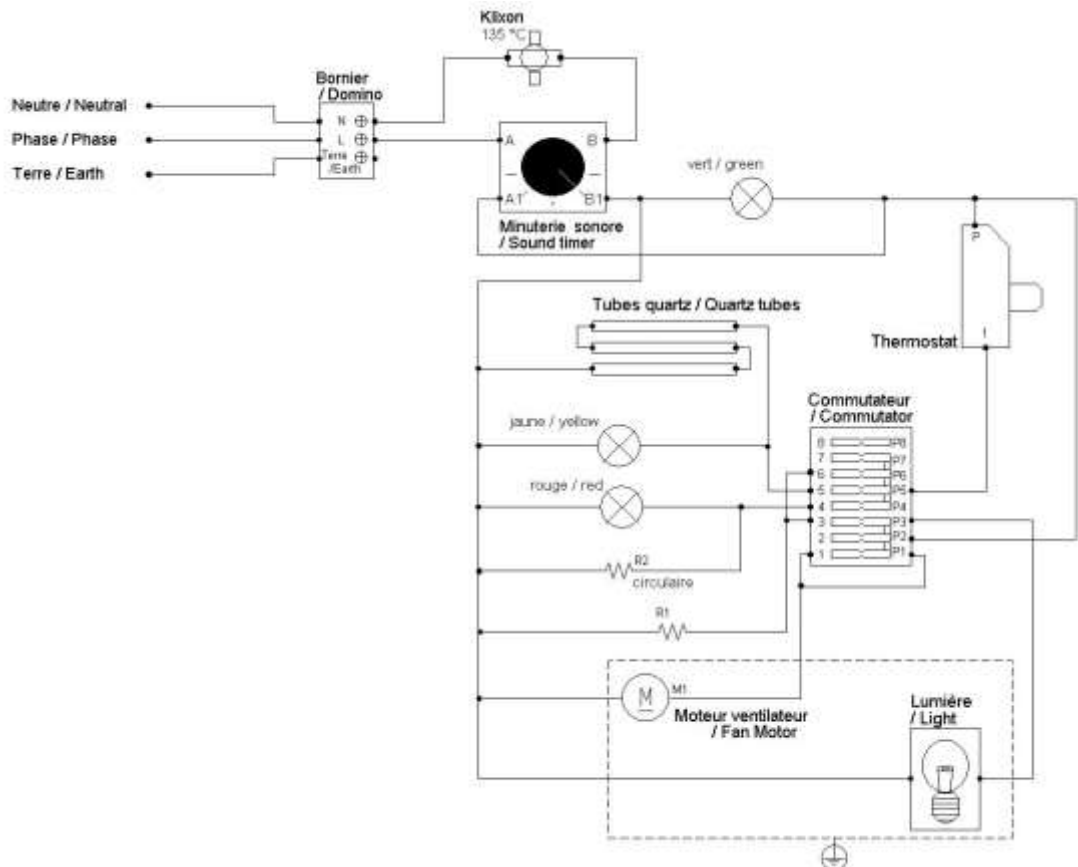 Klixon
135 °C
Bornier
/ Domino
Neutre / Neutral
N
Phase / Phase
L
A
B
Terre
/Earth
Terre / Earth
vert / green
A1
B1
Minuterie sonore
/ Sound timer
P
Tubes quartz / Quartz tubes
1
Thermostat
Commutateur
/ Commutator
jaune / yellow
8
P8
7
P7
6
P6
rouge / red
5
P5
4
P4
3
P3
2
P2
1
P1
R2
circulaire
R1
M
M1
Moteur ventilateur
/ Fan Motor
Lumière
/ Light